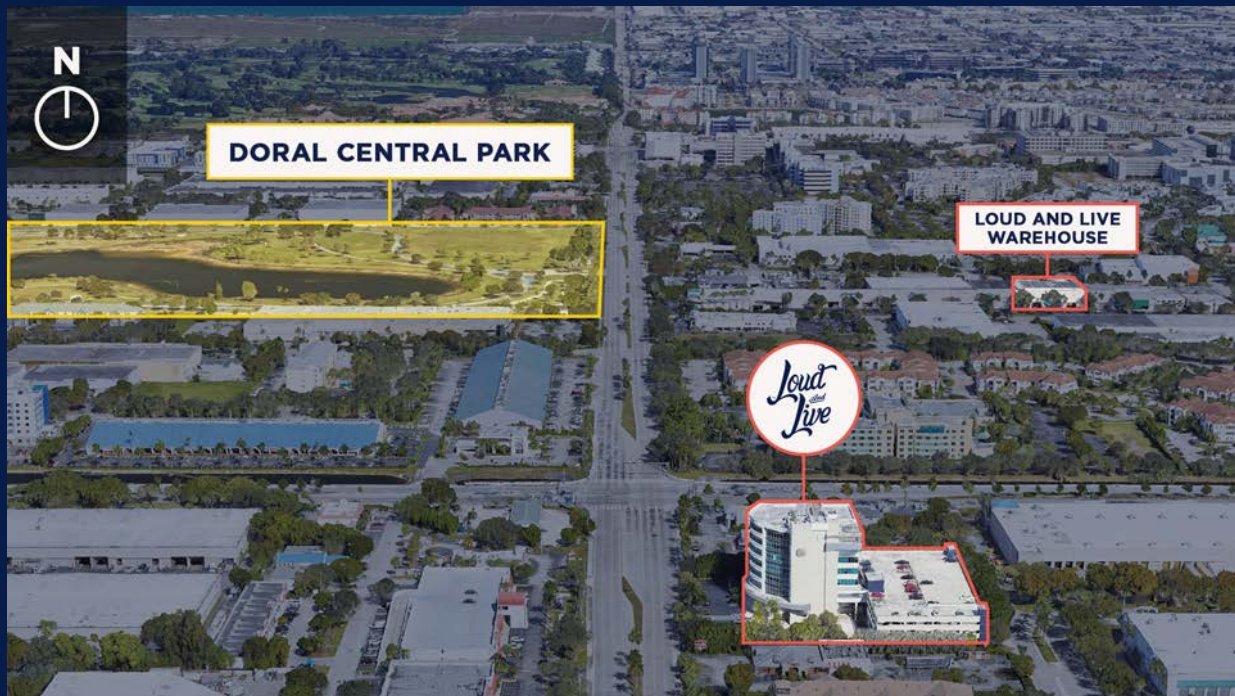 N
DORAL CENTRAL PARK
LOUD AND LIVE
WAREHOUSE
Loud
and
Live